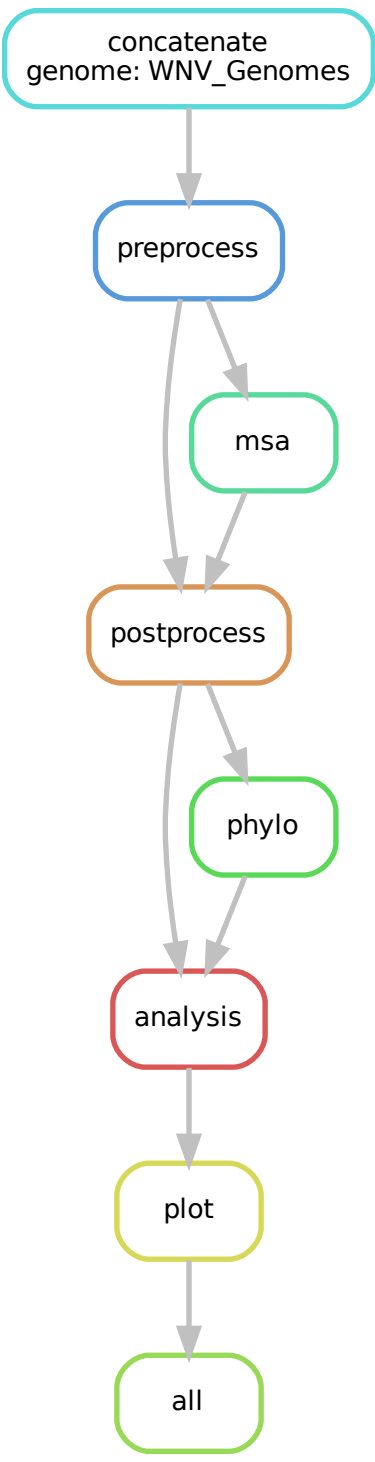 concatenate
genome: WNV_Genomes
preprocess
msa
postprocess
phylo
analysis
plot
all